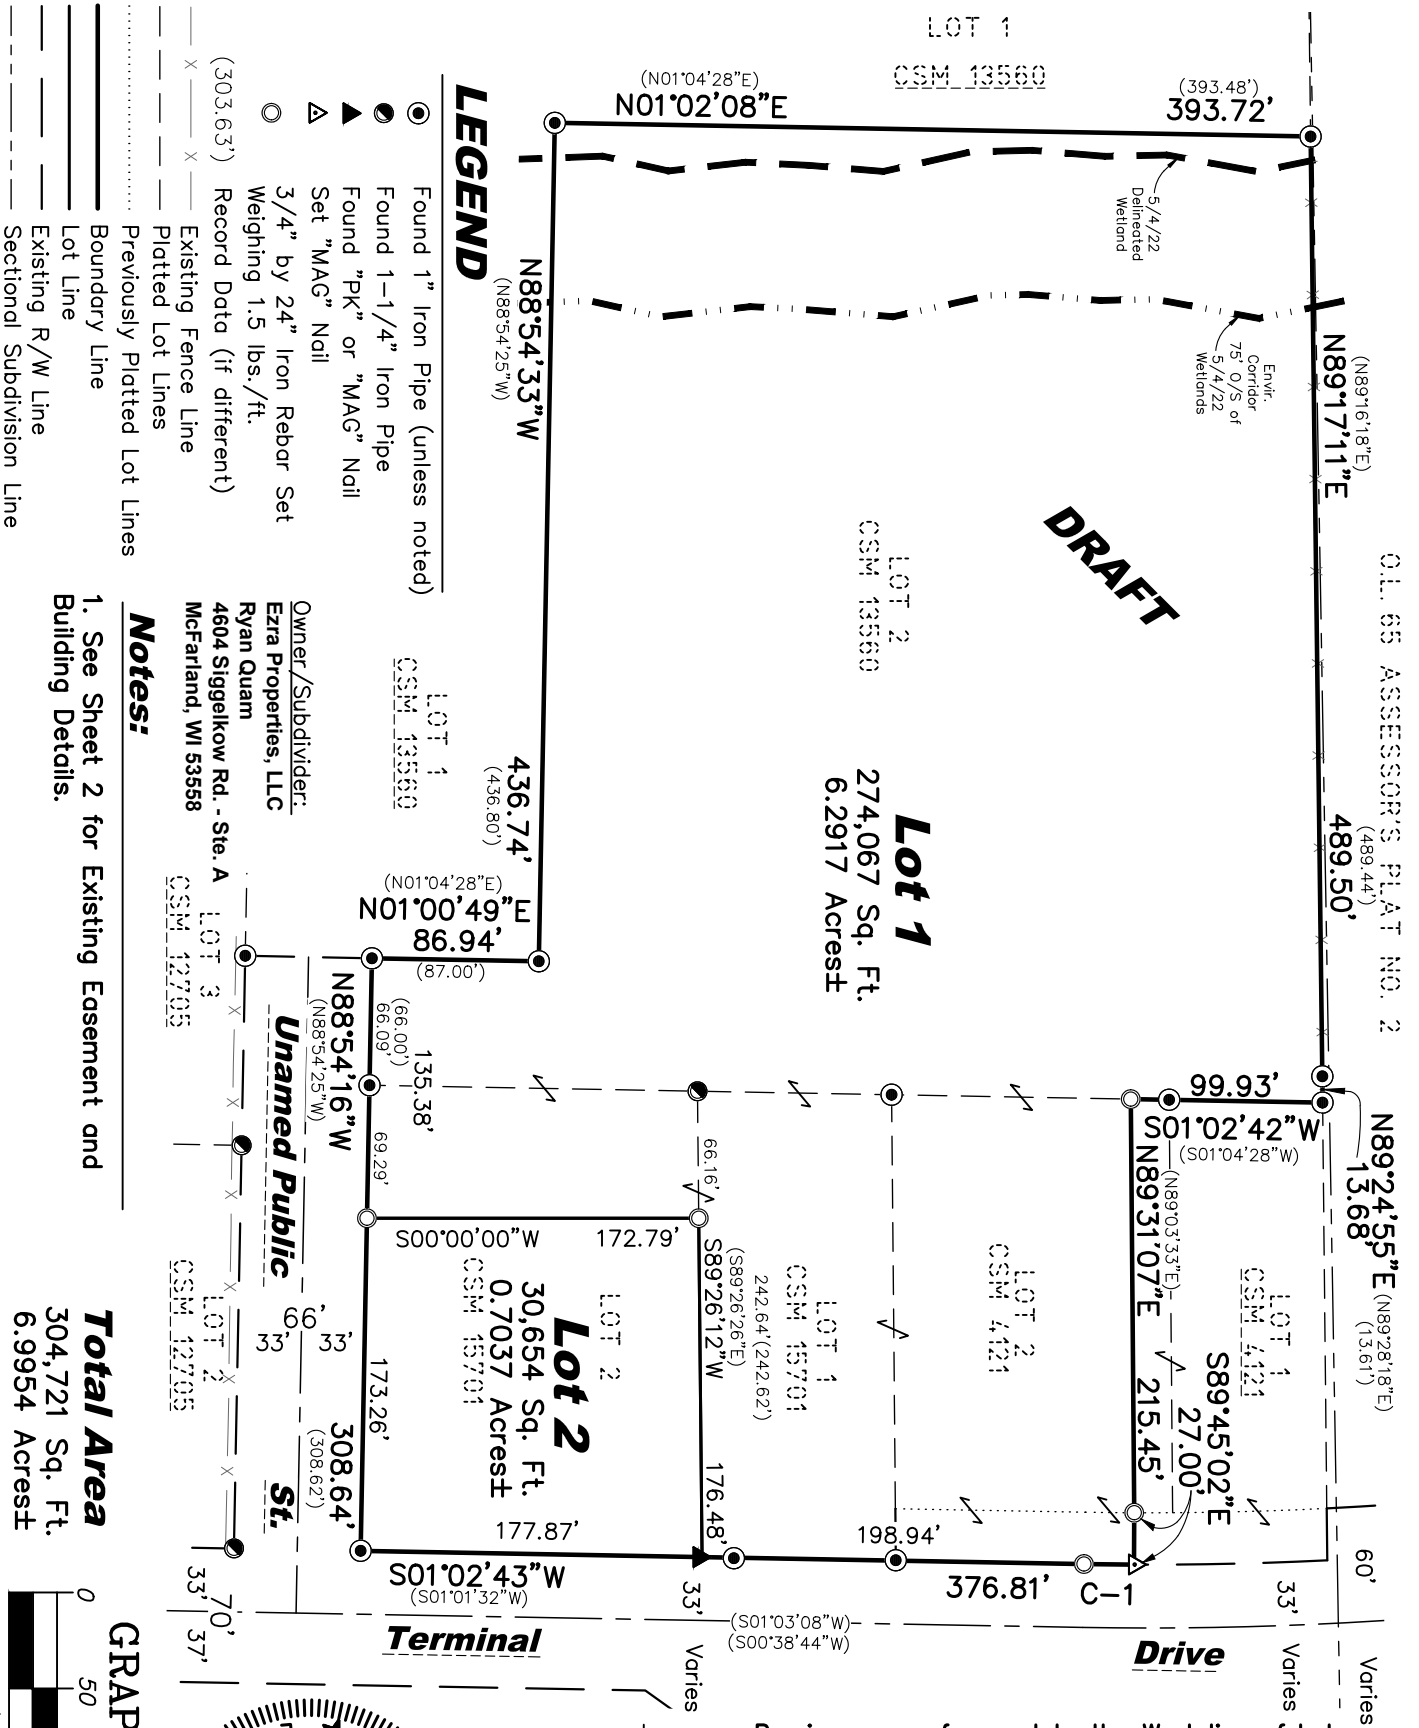 LOT 1
CSM 13560
(N01°04'28"E)
N01°02'08"E
(393.48')
393.72'
5/4/22
Delineated
Wetland
Envir.
Corridor
75' O/S of
5/4/22
Wetlands
(N89°16'18"E)
N89°17'11"E
(489.44')
489.50'
O.L. 65 ASSESSOR'S PLAT NO. 2
N88°54'33"W
(N88°54'25"W)
436.74'
(436.80')
DRAFT
LOT 2
CSM 13560
Lot 1
274,067 Sq. Ft.
6.2917 Acres±
LOT 1
CSM 13560
(N01°04'28"E)
N01°00'49"E
86.94'
(87.00')
99.93'
S01°02'42"W
(S01°04'28"W)
N89°24'55"E (N89°28'18"E)
13.68' (13.61')
(66.00')
66.09'
135.38'
69.29'
N88°54'16"W
(N88°54'25"W)
Unamed Public
St.
66.16'
S00°00'00"W
172.79'
S89°26'12"W
(S89°26'26"E)
242.64'(242.62')
176.48'
LOT 1
CSM 15701
LOT 2
CSM 4121
(N89°03'33"E)
N89°31'07"E
215.45'
S89°45'02"E
27.00'
LOT 1
CSM 4121
LOT 2
CSM 15701
Lot 2
30,654 Sq. Ft.
0.7037 Acres±
173.26'
308.64'
(308.62')
66'
33'
33'
177.87'
S01°02'43"W
(S01°01'32"W)
198.94'
376.81'
C-1
33'
33'
60'
Varies
Varies
Varies
(S01°03'08"W)
(S00°38'44"W)
Terminal
Drive
33'
70'
37'
LOT 3
CSM 12705
LOT 2
CSM 12705
LEGEND
Found 1" Iron Pipe (unless noted)
Found 1-1/4" Iron Pipe
Found "PK" or "MAG" Nail
Set "MAG" Nail
3/4" by 24" Iron Rebar Set
Weighing 1.5 lbs./ft.
(303.63') Record Data (if different)
Existing Fence Line
Platted Lot Lines
Previously Platted Lot Lines
Boundary Line
Lot Line
Existing R/W Line
Sectional Subdivision Line
Owner/Subdivider:
Ezra Properties, LLC
Ryan Quam
4604 Siggelkow Rd. - Ste. A
McFarland, WI 53558
Notes:
1. See Sheet 2 for Existing Easement and
Building Details.
Total Area
304,721 Sq. Ft.
6.9954 Acres±
GRAP
0 50